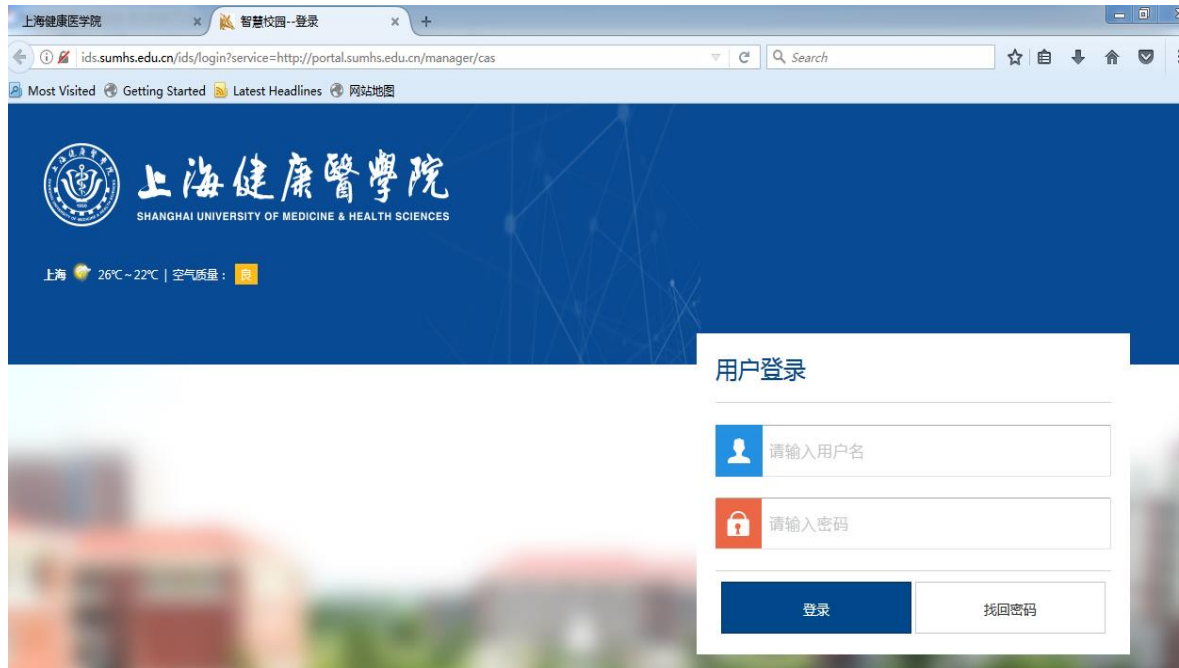 上海健康医学院
智慧校园--登录
ids.sumhs.edu.cn/ids/login?service=http://portal.sumhs.edu.cn/manager/cas
Search
Most Visited Getting Started Latest Headlines 网站地图
上海健康醫學院
SHANGHAI UNIVERSITY OF MEDICINE & HEALTH SCIENCES
上海 26℃~22℃ | 空气质量： 良
用户登录
请输入用户名
请输入密码
登录 找回密码